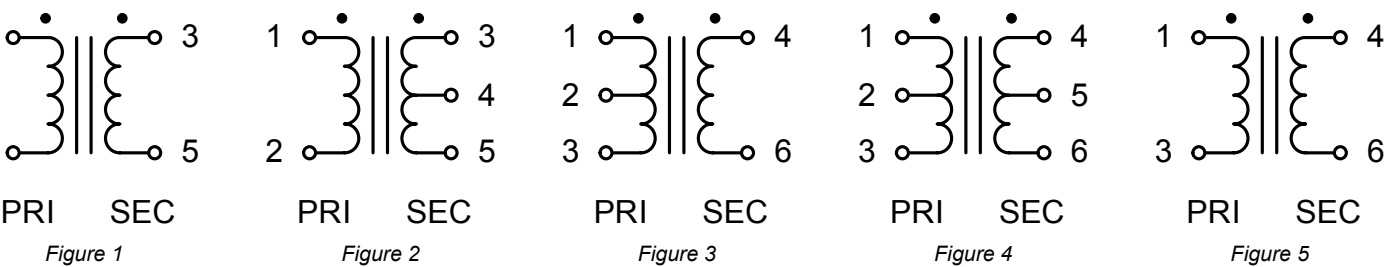 3 1 3 1 4 1 4 1 4
4 2 2 5
5 2 5 3 6 3 6 3 6
PRI SEC PRI SEC PRI SEC PRI SEC PRI SEC
Figure 1 Figure 2 Figure 3 Figure 4 Figure 5